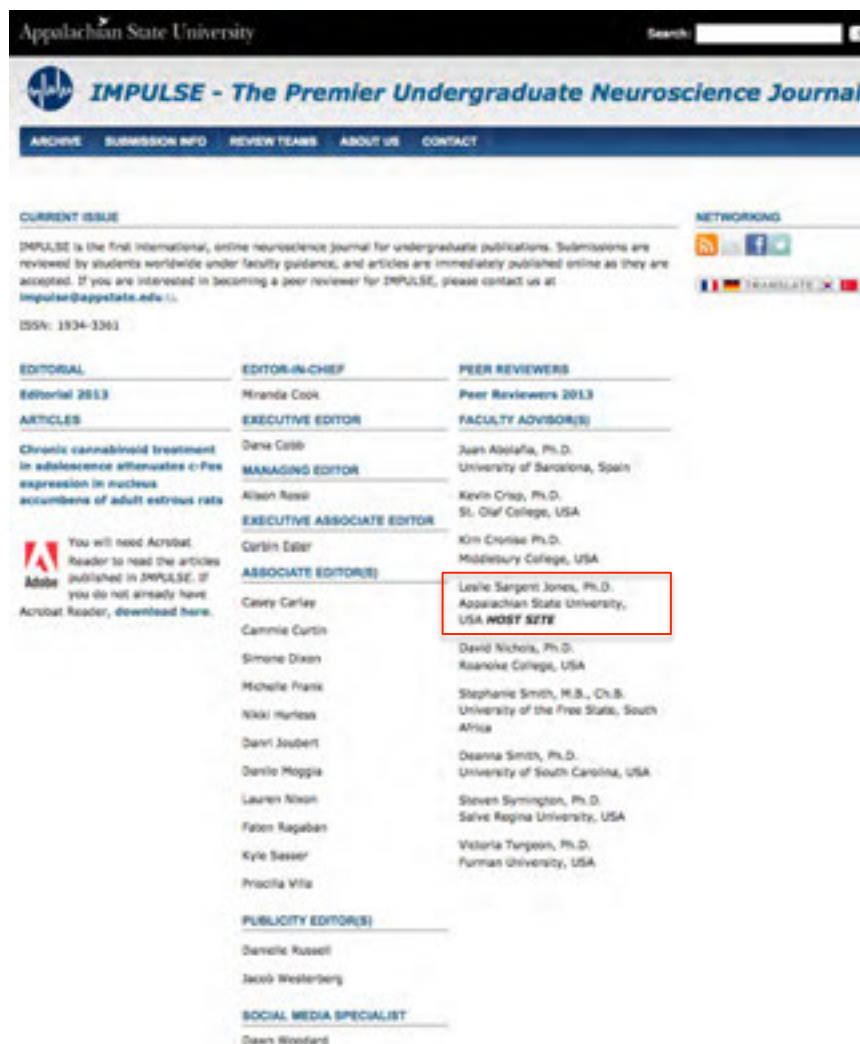 Appalachian State University
Search:
IMPULSE - The Premier Undergraduate Neuroscience Journal
ARCHIVE SUBMISSION INFO REVIEW TEAMS ABOUT US CONTACT
CURRENT ISSUE
IMPULSE is the first international, online neuroscience journal for undergraduate publications. Submissions are
reviewed by students worldwide under faculty guidance, and articles are immediately published online as they are
accepted. If you are interested in becoming a peer reviewer for IMPULSE, please contact us at
impulse@appstate.edu
ISSN: 1934-3361
NETWORKING
TRANSLATE
EDITORIAL
Editorial 2013
ARTICLES
Chronic cannabinoid treatment
in adolescence attenuates c-Fos
expression in nucleus
accumbens of adult estrous rats
Adobe
You will need Acrobat
Reader to read the articles
published in IMPULSE. If
you do not already have
Acrobat Reader, download here.
EDITOR-IN-CHIEF
Miranda Cook
EXECUTIVE EDITOR
Dana Cobb
MANAGING EDITOR
Alison Rossi
EXECUTIVE ASSOCIATE EDITOR
Corbin Ester
ASSOCIATE EDITOR(S)
Casey Carlay
Cammie Curtin
Simone Dixon
Michelle Frank
Nikki Hurless
Danri Joubert
Danilo Moggia
Lauren Nixon
Faten Ragaban
Kyle Sasser
Priscilla Villa
PUBLICITY EDITOR(S)
Danielle Russell
Jacob Westerberg
SOCIAL MEDIA SPECIALIST
Dawn Woodard
PEER REVIEWERS
Peer Reviewers 2013
FACULTY ADVISOR(S)
Juan Abolafia, Ph.D.
University of Barcelona, Spain
Kevin Crisp, Ph.D.
St. Olaf College, USA
Kim Cronise Ph.D.
Middlebury College, USA
Leslie Sargent Jones, Ph.D.
Appalachian State University,
USA HOST SITE
David Nichols, Ph.D.
Roanoke College, USA
Stephanie Smith, M.B., Ch.B.
University of the Free State, South
Africa
Deanna Smith, Ph.D.
University of South Carolina, USA
Steven Symington, Ph.D.
Salve Regina University, USA
Victoria Turgeon, Ph.D.
Furman University, USA